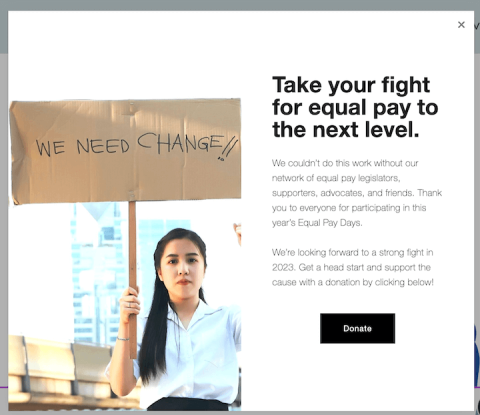 WE NEED CHANGE!!
Take your fight
for equal pay to
the next level.
We couldn't do this work without our
network of equal pay legislators,
supporters, advocates, and friends. Thank
you to everyone for participating in this
year's Equal Pay Days.
We're looking forward to a strong fight in
2023. Get a head start and support the
cause with a donation by clicking below!
Donate